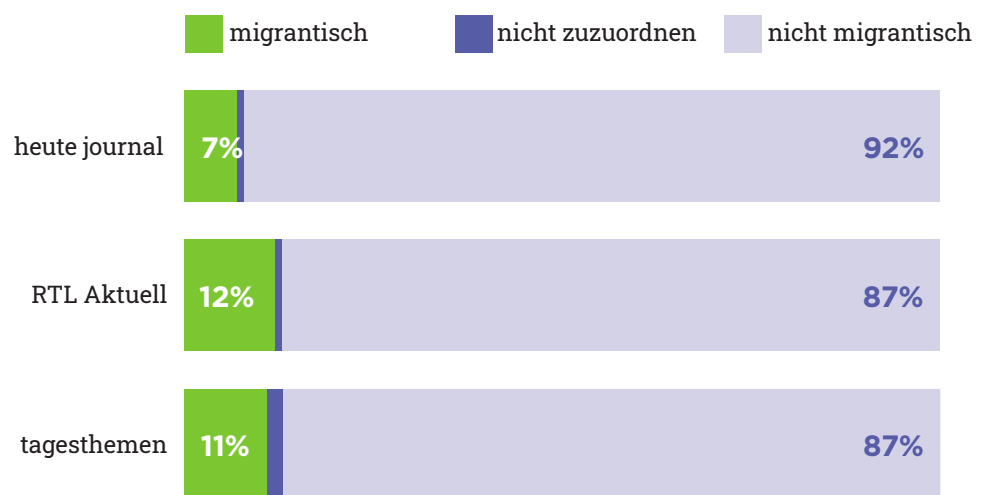 migrantisch nicht zuzuordnen nicht migrantisch
heute journal 7% 92%
RTL Aktuell 12% 87%
tagesthemen 11% 87%